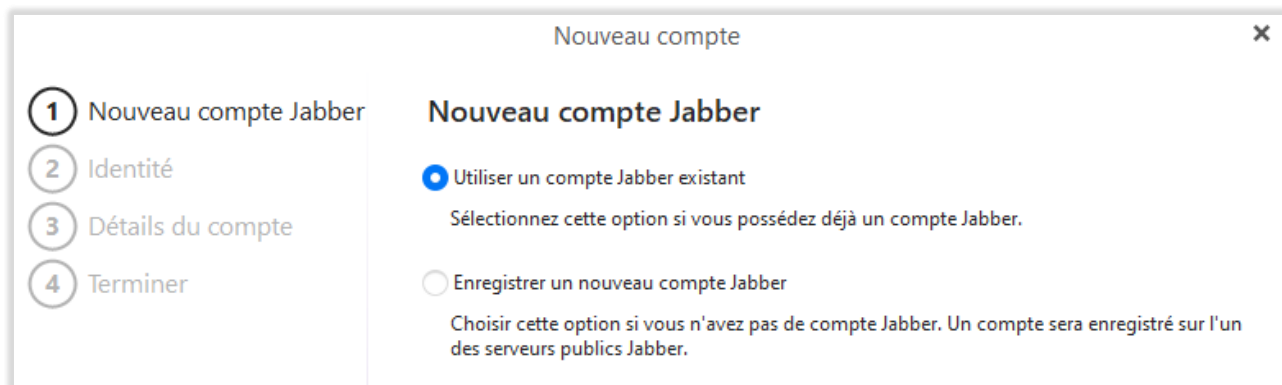 Nouveau compte
1 Nouveau compte Jabber
2 Identité
3 Détails du compte
4 Terminer
Nouveau compte Jabber
Utiliser un compte Jabber existant
Sélectionnez cette option si vous possédez déjà un compte Jabber.
Enregistrer un nouveau compte Jabber
Choisir cette option si vous n'avez pas de compte Jabber. Un compte sera enregistré sur l'un
des serveurs publics Jabber.